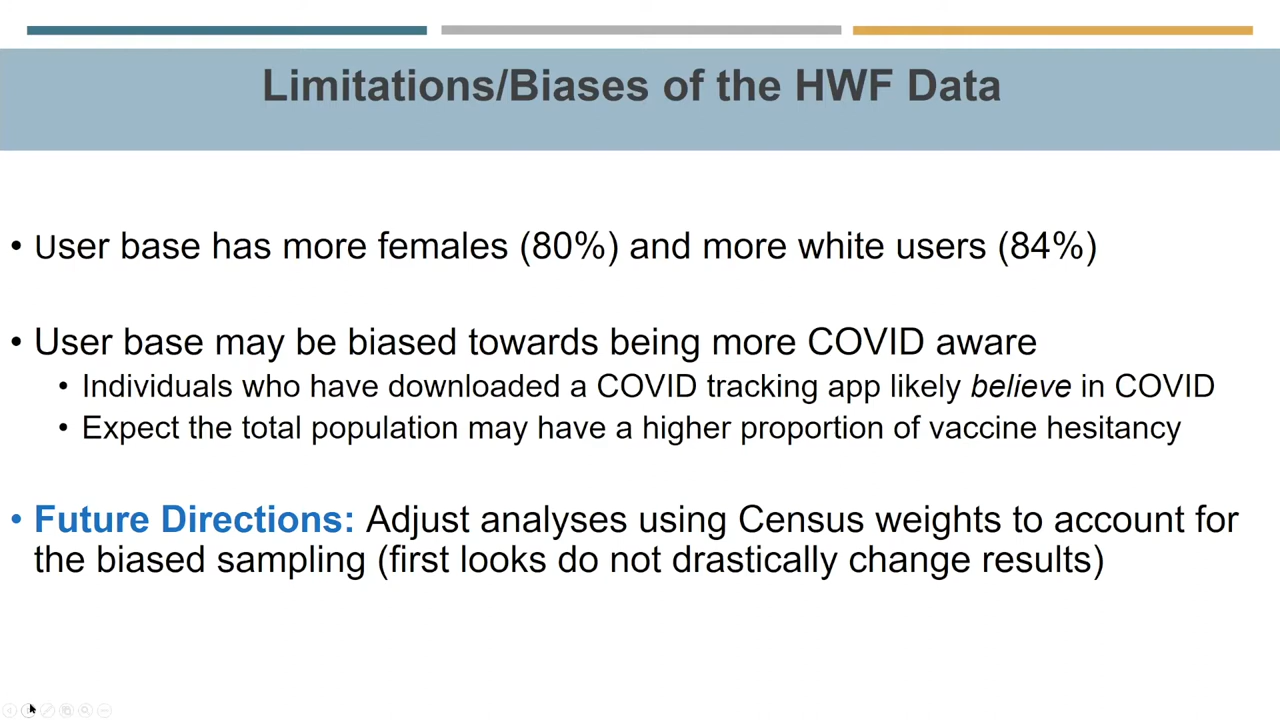 Limitations/Biases of the HWF Data
• User base has more females (80%) and more white users (84%)
• User base may be biased towards being more COVID aware
• Individuals who have downloaded a COVID tracking app likely believe in COVID
• Expect the total population may have a higher proportion of vaccine hesitancy
• Future Directions: Adjust analyses using Census weights to account for
the biased sampling (first looks do not drastically change results)